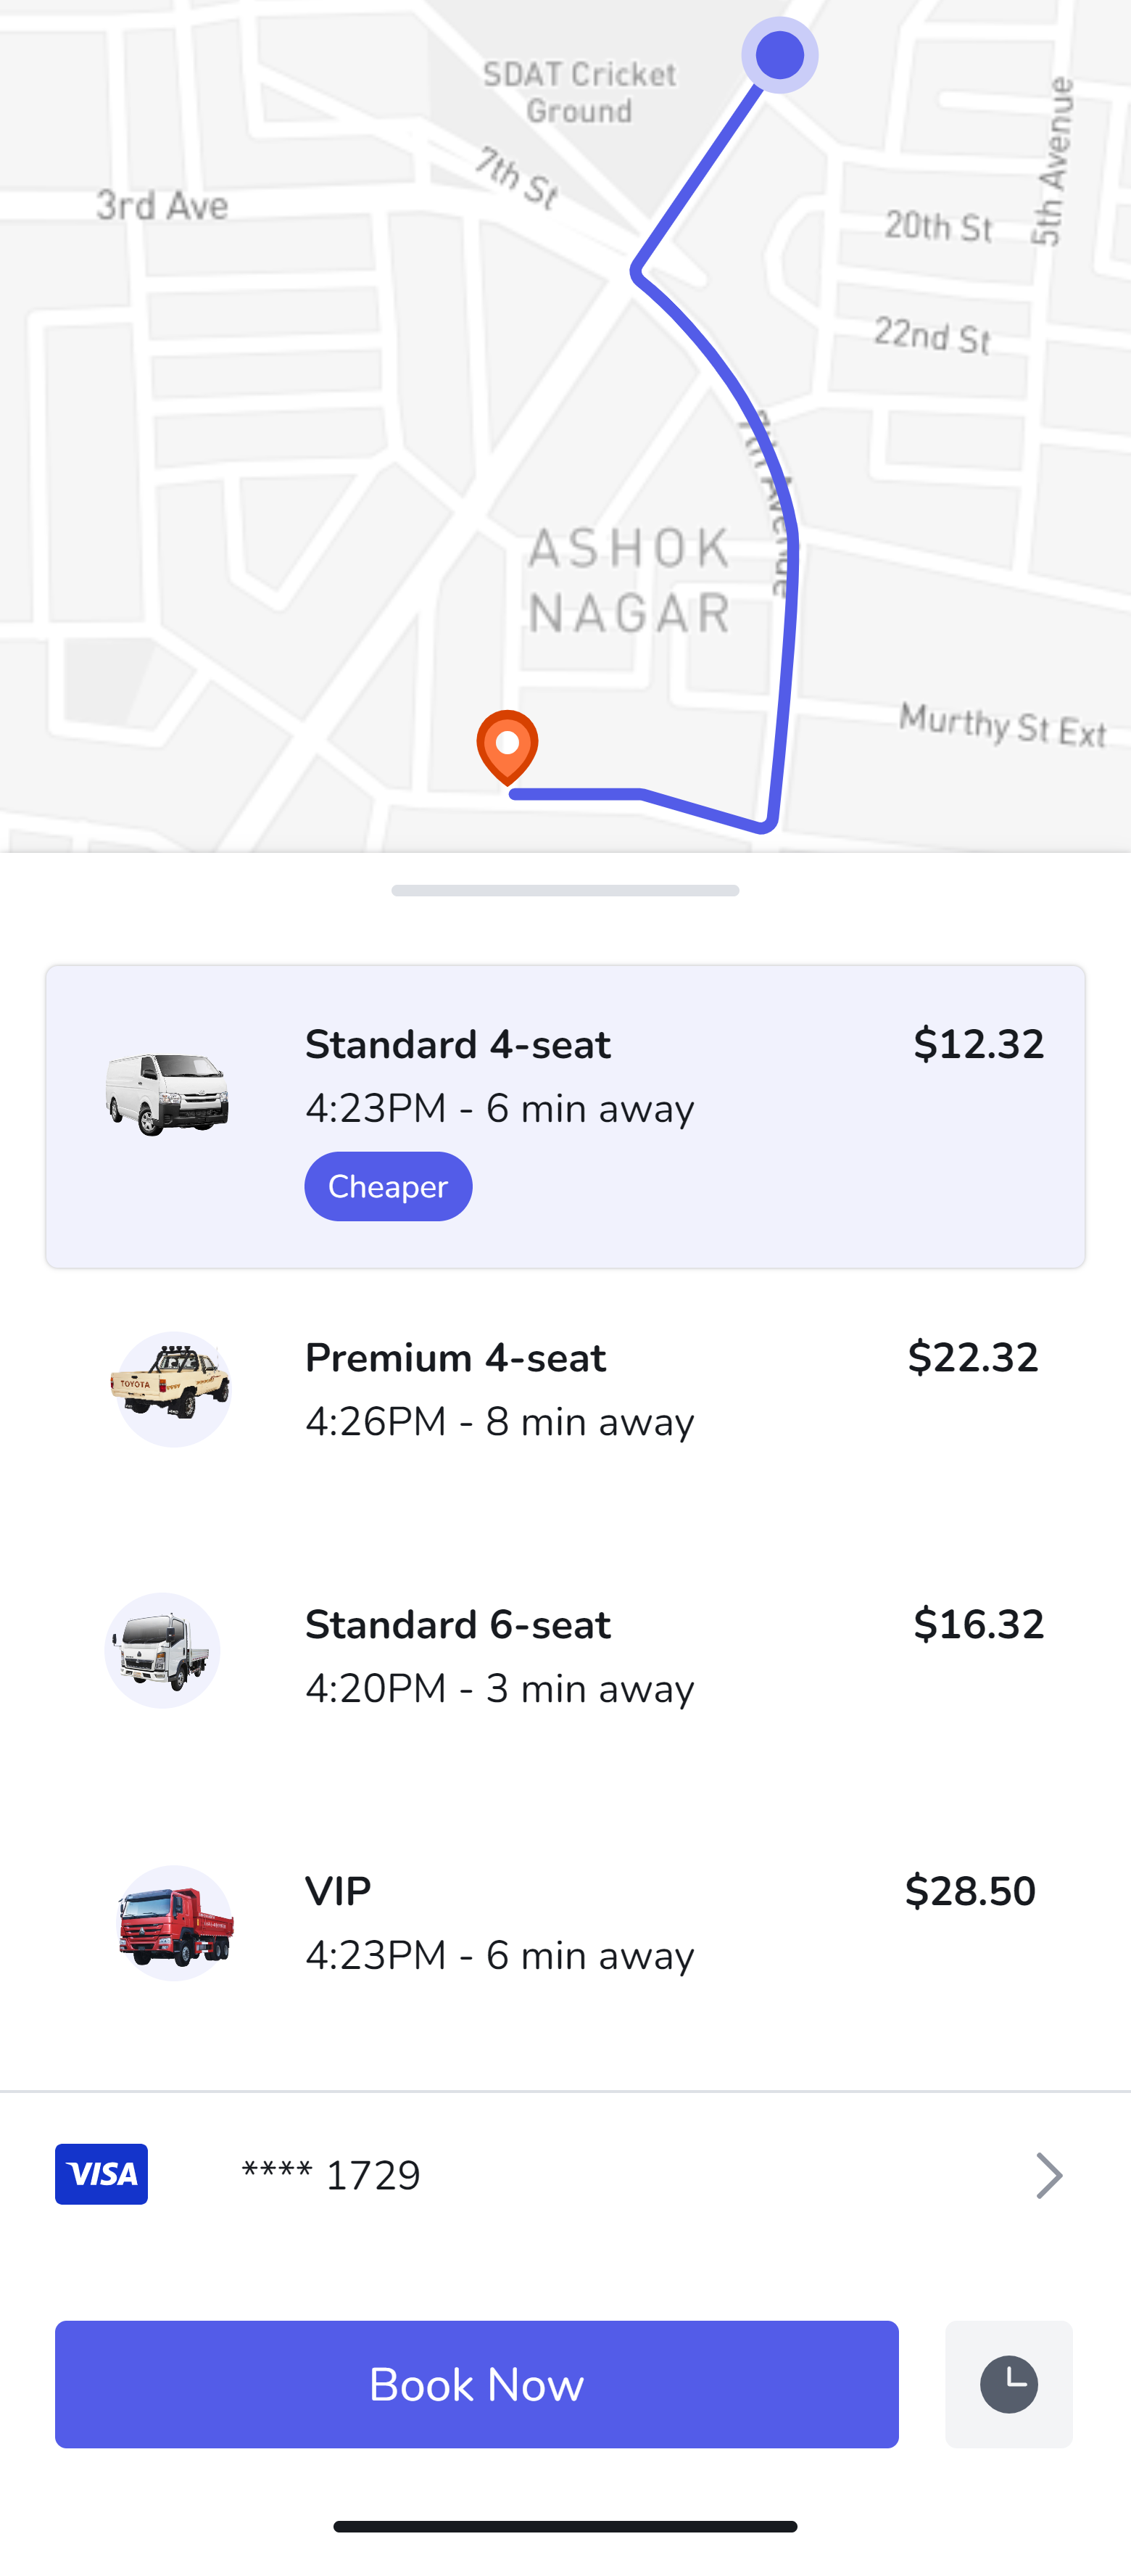 SDAT Cricket
Ground
7th St
3rd Ave
5th Avenue
20th St
22nd St
7th Avenue
ASHOK
NAGAR
Murthy St Ext
Standard 4-seat
$12.32
4:23PM - 6 min away
Cheaper
Premium 4-seat
$22.32
TOYOTA
4:26PM - 8 min away
Standard 6-seat
$16.32
4:20PM - 3 min away
VIP
$28.50
4:23PM - 6 min away
VISA
**** 1729
Book Now